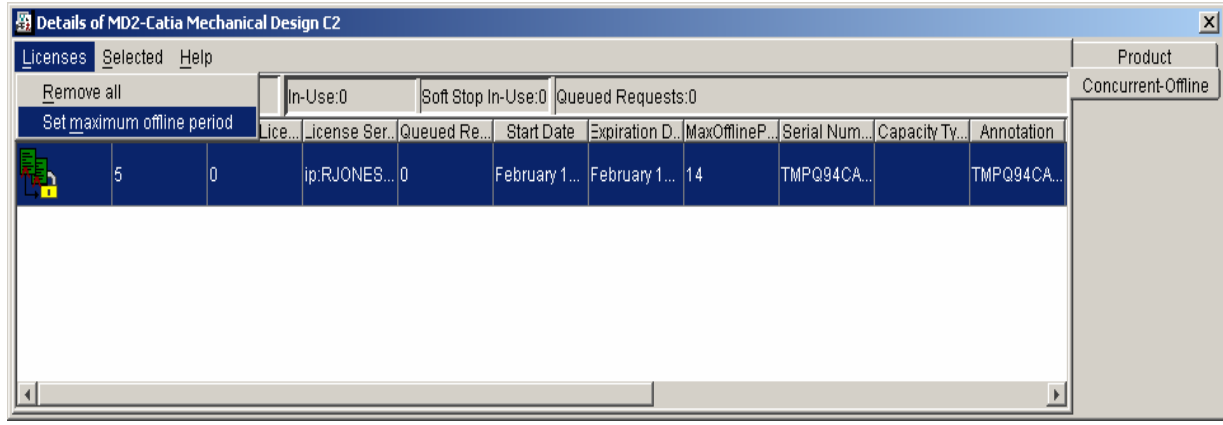 Details of MD2-Catia Mechanical Design C2
Licenses Selected Help
Product
Concurrent-Offline
Remove all
Set maximum offline period
In-Use:0 Soft Stop In-Use:0 Queued Requests:0
Lice... License Ser.. Queued Re... Start Date Expiration D.. MaxOfflineP... Serial Num... Capacity Ty... Annotation
5 0 ip:RJONES... 0 February 1... February 1... 14 TMPQ94CA... TMPQ94CA...